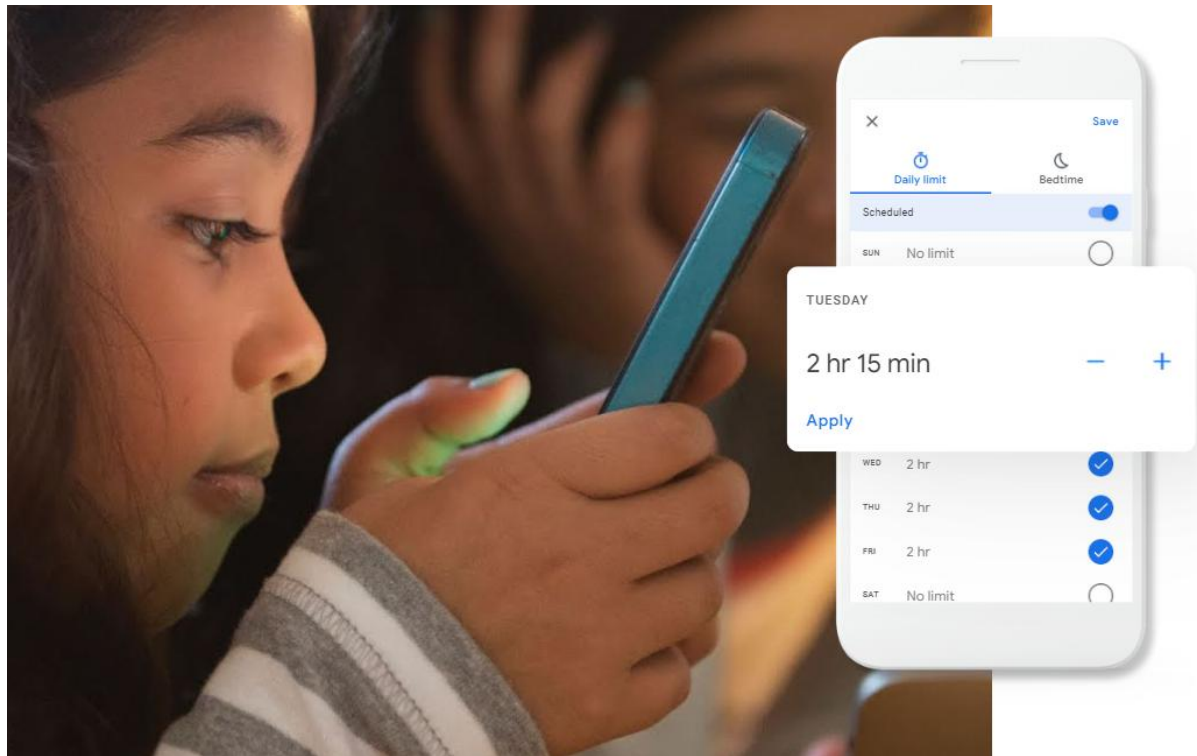 Save
Daily limit Bedtime
Scheduled
SUN No limit
TUESDAY
2 hr 15 min
Apply
WED 2 hr
THU 2 hr
FRI 2 hr
SAT No limit